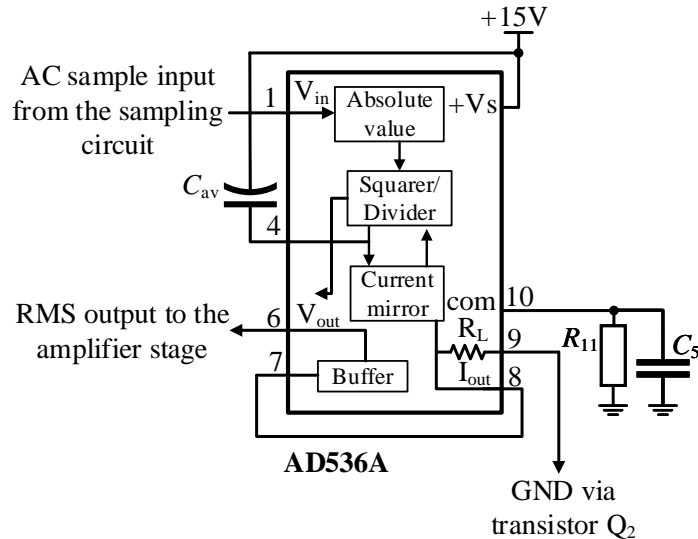 +15V
AC sample input
from the sampling
circuit
1
V_in
Absolute
value
+Vs
C_av
Squarer/
Divider
4
Current
mirror
com
10
RMS output to the
amplifier stage
6
V_out
R_L
9
R_11
C_5
7
Buffer
I_out
8
AD536A
GND via
transistor Q_2